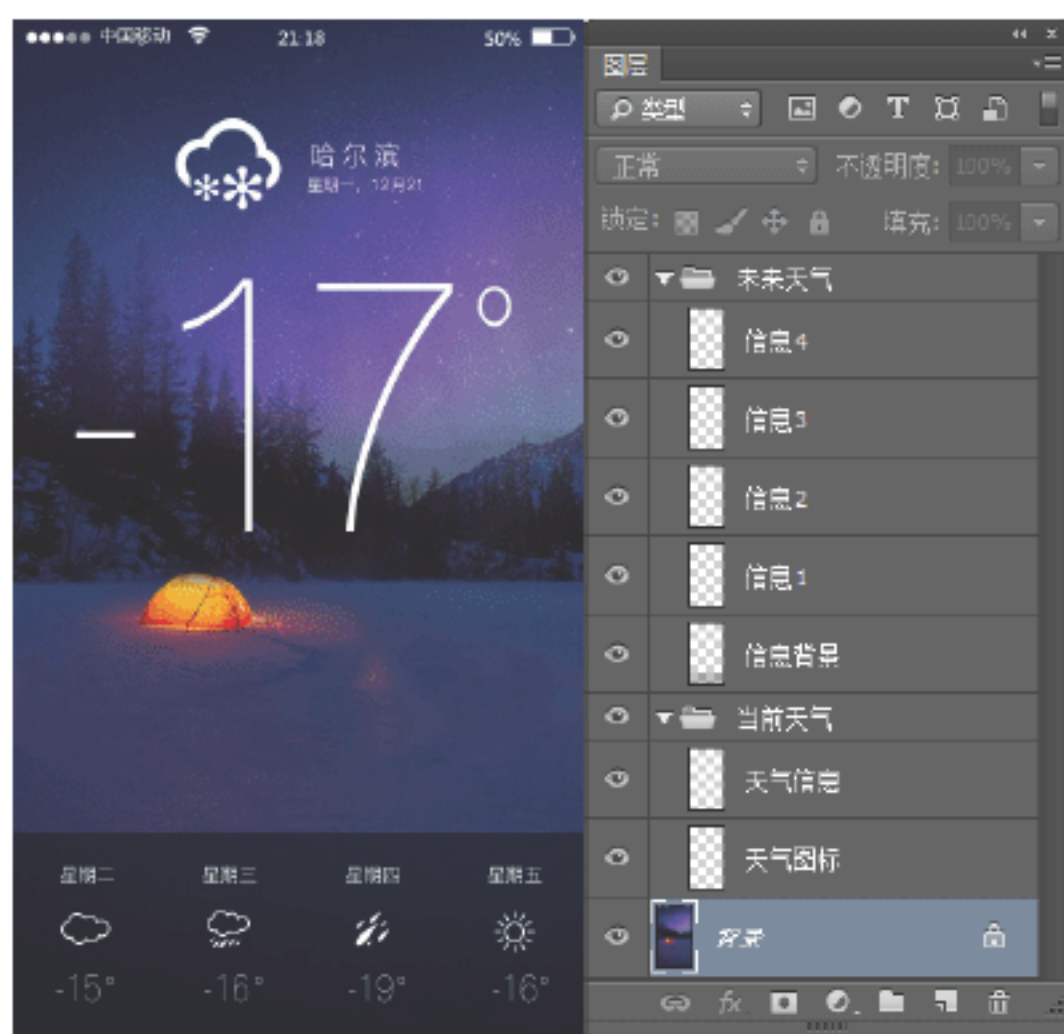 中国移动 21:18 50%
哈尔滨
星期一, 12月21
-17°
星期二 星期三 星期四 星期五
-15° -16° -19° -16°
图层
类型
正常 不透明度: 100%
锁定: 填充: 100%
未来天气
信息4
信息3
信息2
信息1
信息背景
当前天气
天气信息
天气图标
背景
fx